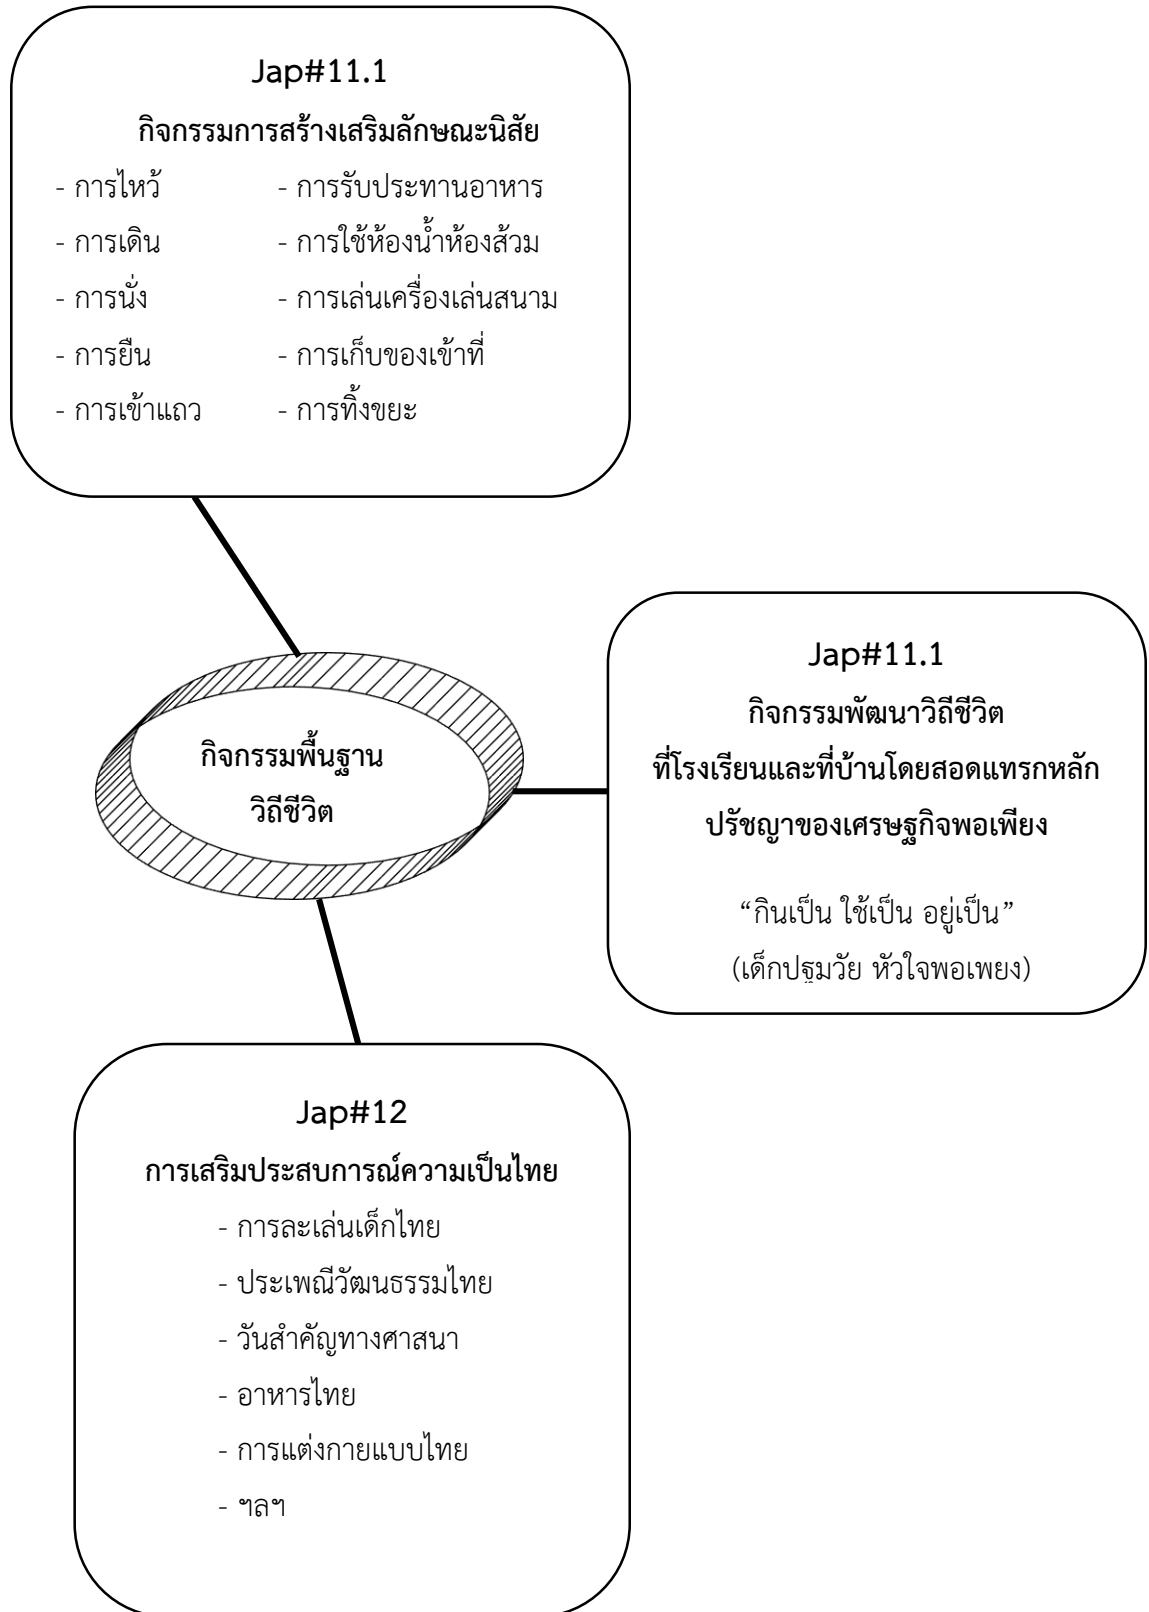 Jap#11.1
กิจกรรมการสร้างเสริมลักษณะนิสัย
- การไหว้ - การรับประทานอาหาร
- การเดิน - การใช้ห้องน้ำห้องส้วม
- การนั่ง - การเล่นเครื่องเล่นสนาม
- การยืน - การเก็บของเข้าที่
- การเข้าแถว - การทิ้งขยะ
กิจกรรมพื้นฐาน
วิถีชีวิต
Jap#11.1
กิจกรรมพัฒนาวิถีชีวิต
ที่โรงเรียนและที่บ้านโดยสอดแทรกหลัก
ปรัชญาของเศรษฐกิจพอเพียง
“กินเป็น ใช้เป็น อยู่เป็น”
(เด็กปฐมวัย หัวใจพอเพยง)
Jap#12
การเสริมประสบการณ์ความเป็นไทย
- การละเล่นเด็กไทย
- ประเพณีวัฒนธรรมไทย
- วันสำคัญทางศาสนา
- อาหารไทย
- การแต่งกายแบบไทย
- ฯลฯ